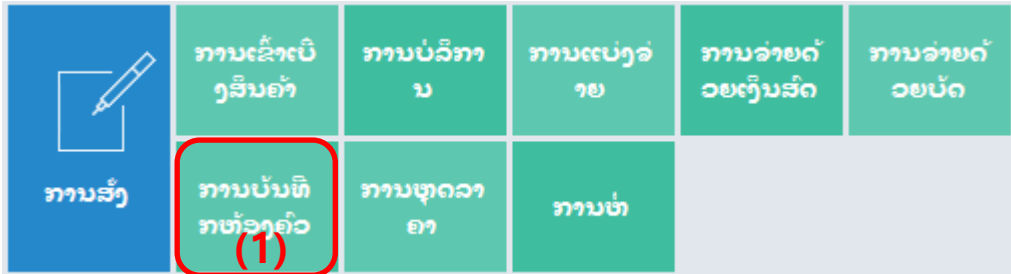 ການສັ່ງ
ການເຂົ້າເຖິ
ງສິນຄ້າ
ການບໍລິກາ
ນ
ການແບ່ງຈ່
າຍ
ການຈ່າຍດ້
ວຍເງິນສົດ
ການຈ່າຍດ້
ວຍບັດ
ການບັນທຶ
ກຫ້ອງຄົວ
(1)
ການຫຼຸດລາ
ຄາ
ການຫໍ່